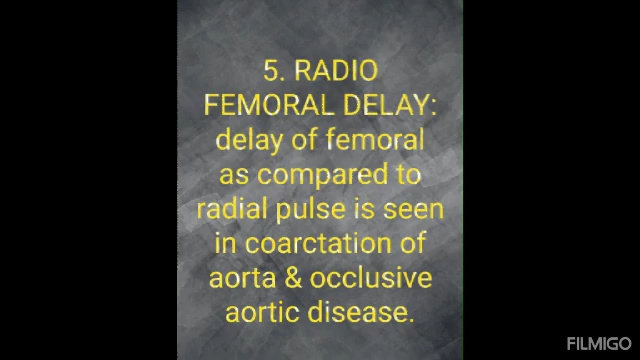 5. RADIO
FEMORAL DELAY:
delay of femoral
as compared to
radial pulse is seen
in coarctation of
aorta & occlusive
aortic disease.
FILMIGO